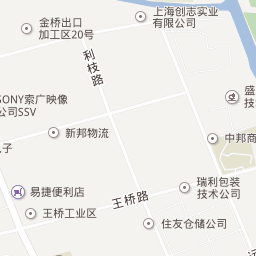 上海创志实业
有限公司
金桥出口
加工区20号
利枝路
SONY索广映像
公司SSV
盛
技
新邦物流
中邦商
子
瑞利包装
技术公司
易捷便利店
王桥路
王桥工业区
住友仓储公司